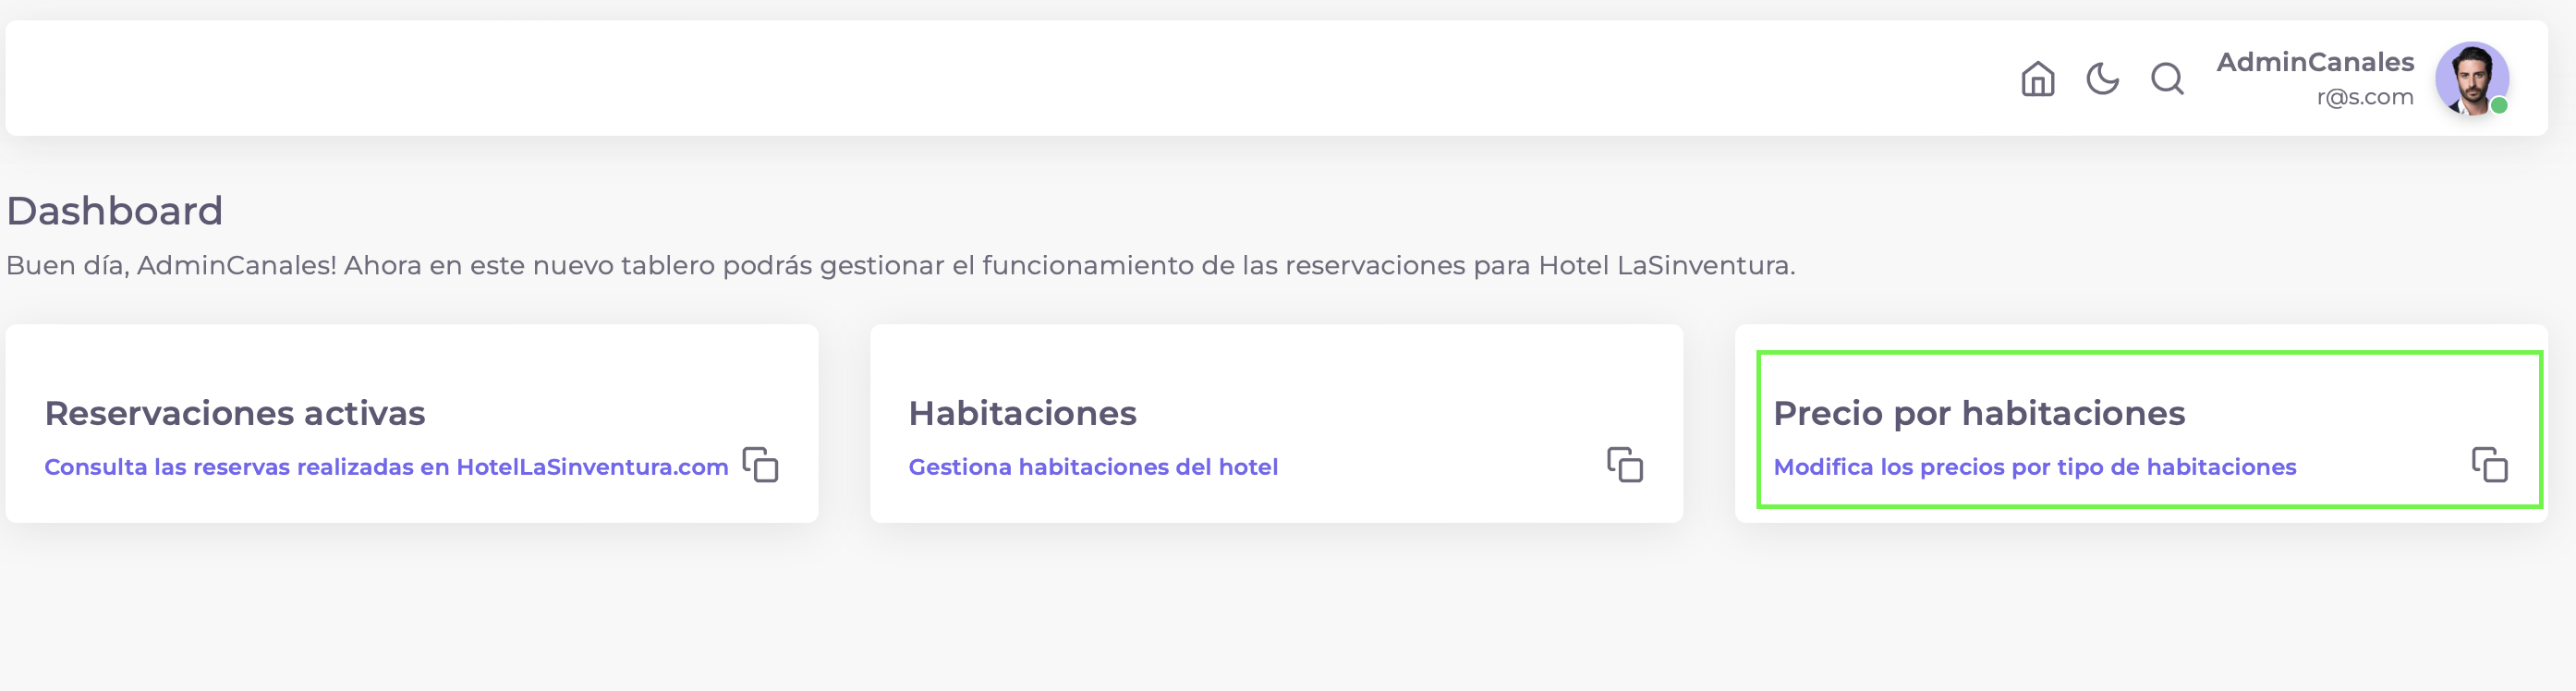 AdminCanales
r@s.com
Dashboard
Buen día, AdminCanales! Ahora en este nuevo tablero podrás gestionar el funcionamiento de las reservaciones para Hotel LaSinventura.
Reservaciones activas
Consulta las reservas realizadas en HotelLaSinventura.com
Habitaciones
Gestiona habitaciones del hotel
Precio por habitaciones
Modifica los precios por tipo de habitaciones